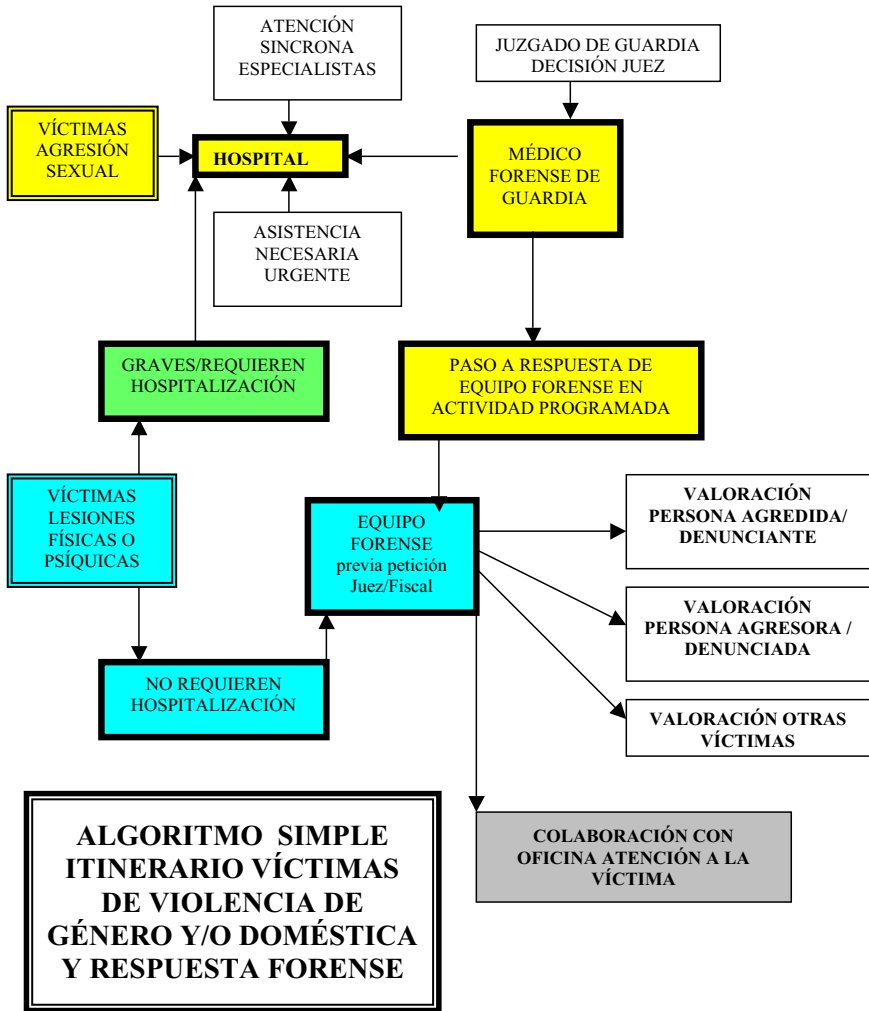 ATENCIÓN
SINCRONA
ESPECIALISTAS
JUZGADO DE GUARDIA
DECISIÓN JUEZ
VÍCTIMAS
AGRESIÓN
SEXUAL
HOSPITAL
MÉDICO
FORENSE DE
GUARDIA
ASISTENCIA
NECESARIA
URGENTE
GRAVES/REQUIEREN
HOSPITALIZACIÓN
PASO A RESPUESTA DE
EQUIPO FORENSE EN
ACTIVIDAD PROGRAMADA
VÍCTIMAS
LESIONES
FÍSICAS O
PSÍQUICAS
EQUIPO
FORENSE
previa petición
Juez/Fiscal
VALORACIÓN
PERSONA AGREDIDA/
DENUNCIANTE
VALORACIÓN
PERSONA AGRESORA /
DENUNCIADA
NO REQUIEREN
HOSPITALIZACIÓN
VALORACIÓN OTRAS
VÍCTIMAS
ALGORITMO SIMPLE
ITINERARIO VÍCTIMAS
DE VIOLENCIA DE
GÉNERO Y/O DOMÉSTICA
Y RESPUESTA FORENSE
COLABORACIÓN CON
OFICINA ATENCIÓN A LA
VÍCTIMA